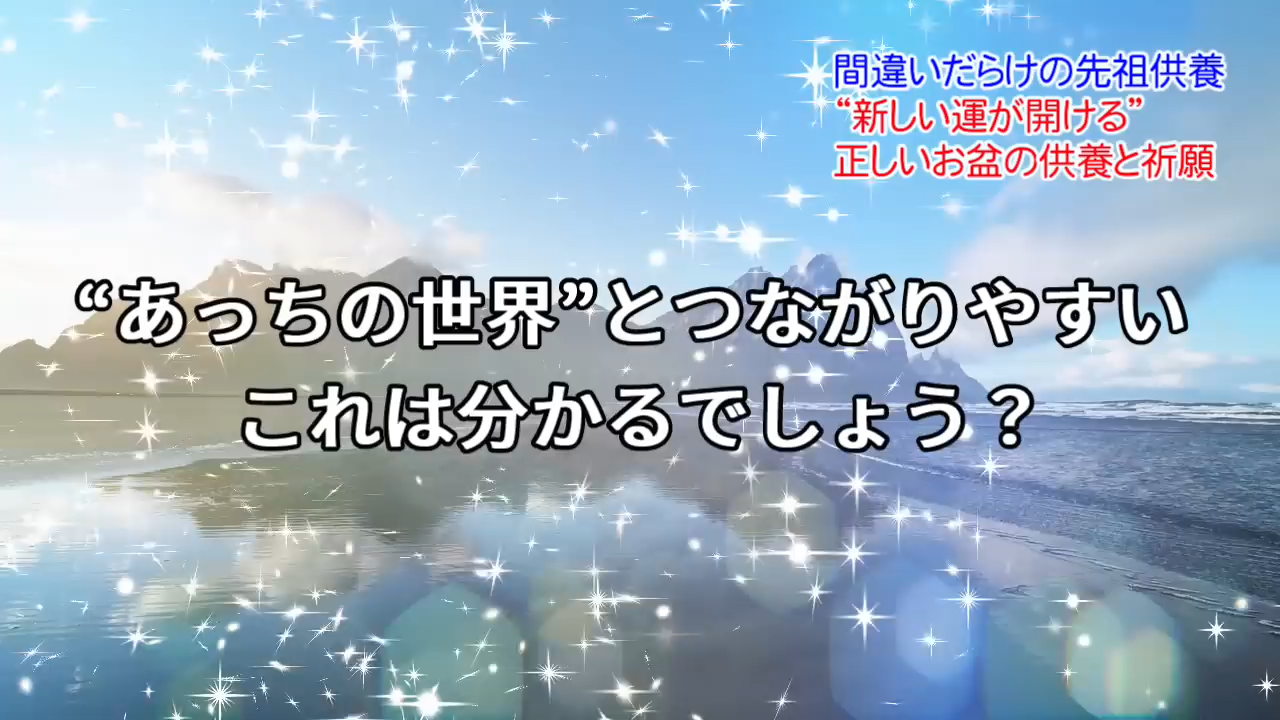 間違いだらけの先祖供養
“新しい運が開ける”
正しいお盆の供養と祈願
“あっちの世界”とつながりやすい
これは分かるでしょう？